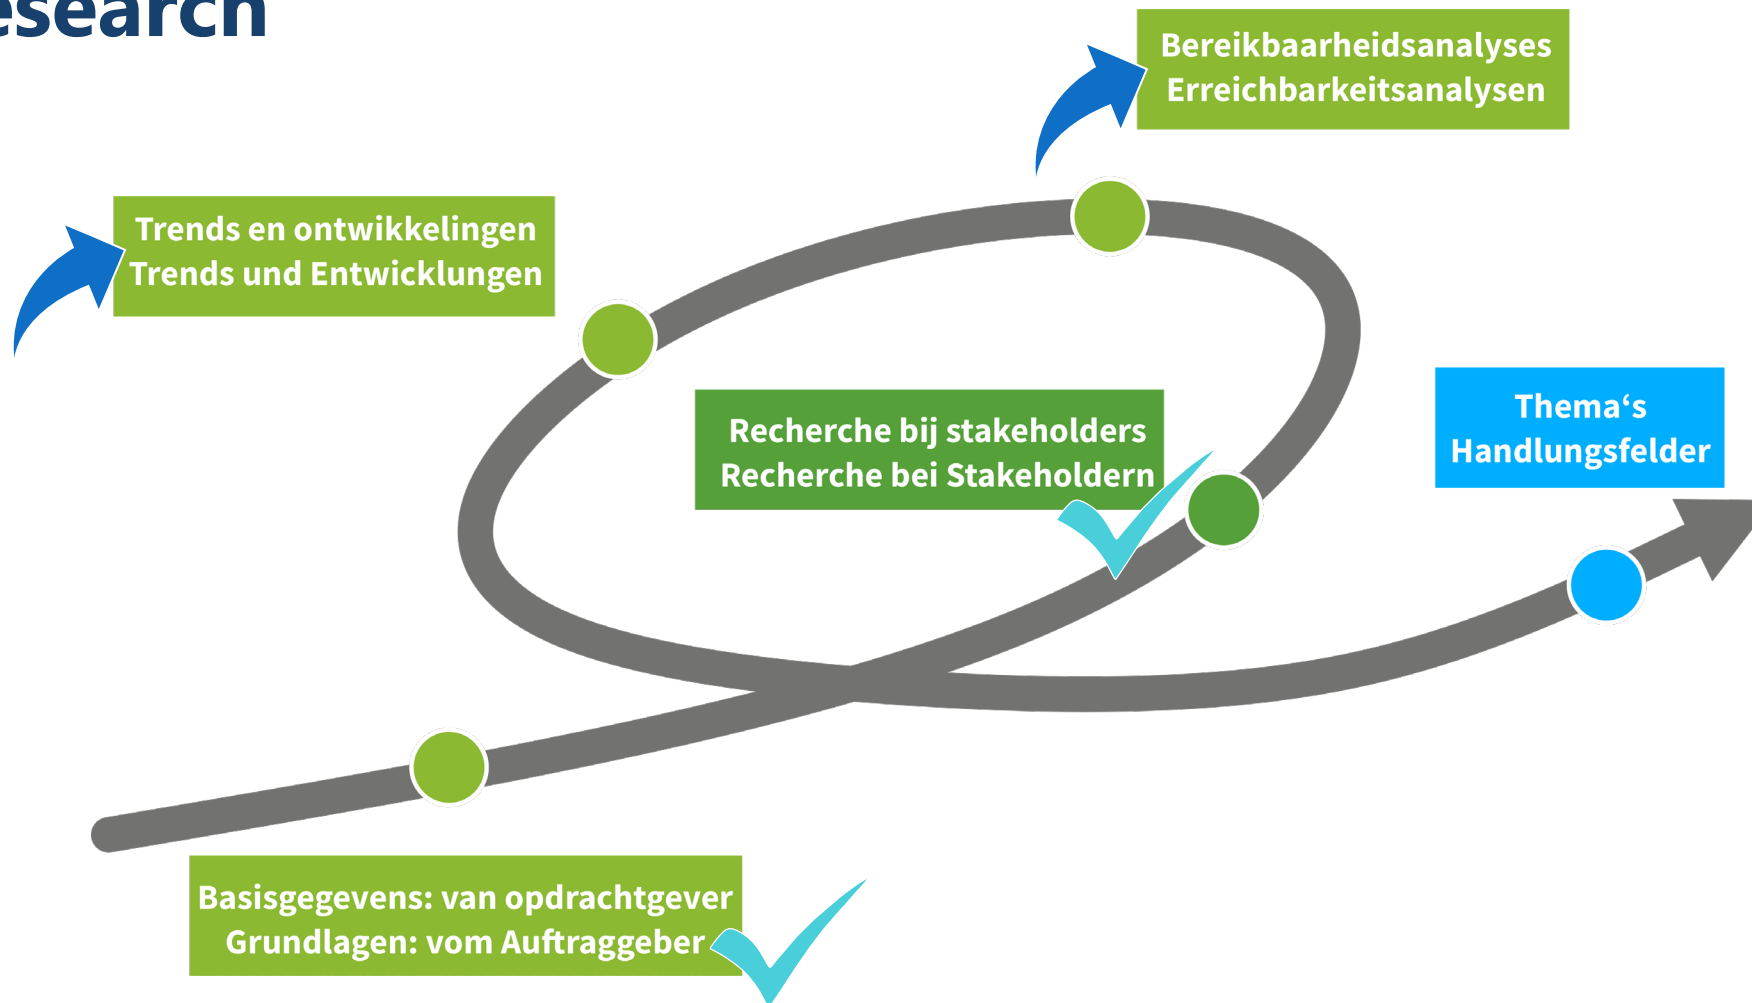 esearch
Bereikbaarheidsanalyses
Erreichbarkeitsanalysen
Trends en ontwikkelingen
Trends und Entwicklungen
Recherche bij stakeholders
Recherche bei Stakeholdern
Thema‘s
Handlungsfelder
Basisgegevens: van opdrachtgever
Grundlagen: vom Auftraggeber